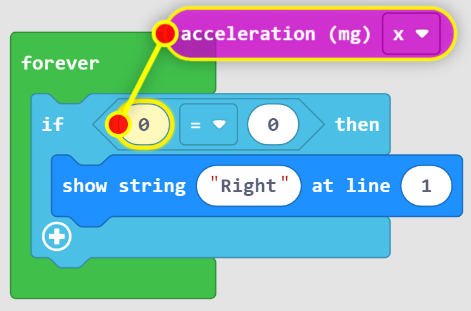 acceleration (mg) x
forever
if 0 = 0 then
show string "Right" at line 1